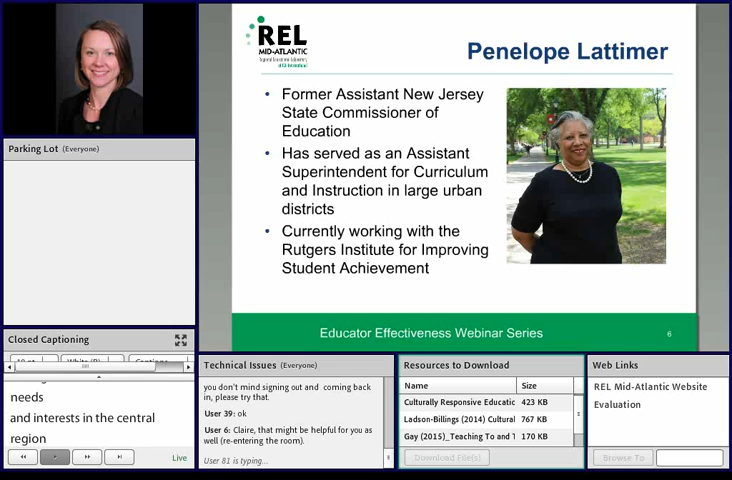 REL
MID-ATLANTIC
Penelope Lattimer
• Former Assistant New Jersey
State Commissioner of
Education
• Has served as an Assistant
Superintendent for Curriculum
and Instruction in large urban
districts
• Currently working with the
Rutgers Institute for Improving
Student Achievement
Educator Effectiveness Webinar Series
6
Parking Lot (Everyone)
Closed Captioning
needs
and interests in the central
region
Live
Technical Issues (Everyone)
you don't mind signing out and coming back
in, please try that.
User 39: ok
User 6: Claire, that might be helpful for you as
well (re-entering the room).
User 81 is typing...
Resources to Download
Name Size
Culturally Responsive Educatic 423 KB
Ladson-Billings (2014) Cultural 767 KB
Gay (2015)_Teaching To and T 170 KB
Download File(s)
Web Links
REL Mid-Atlantic Website
Evaluation
Browse To